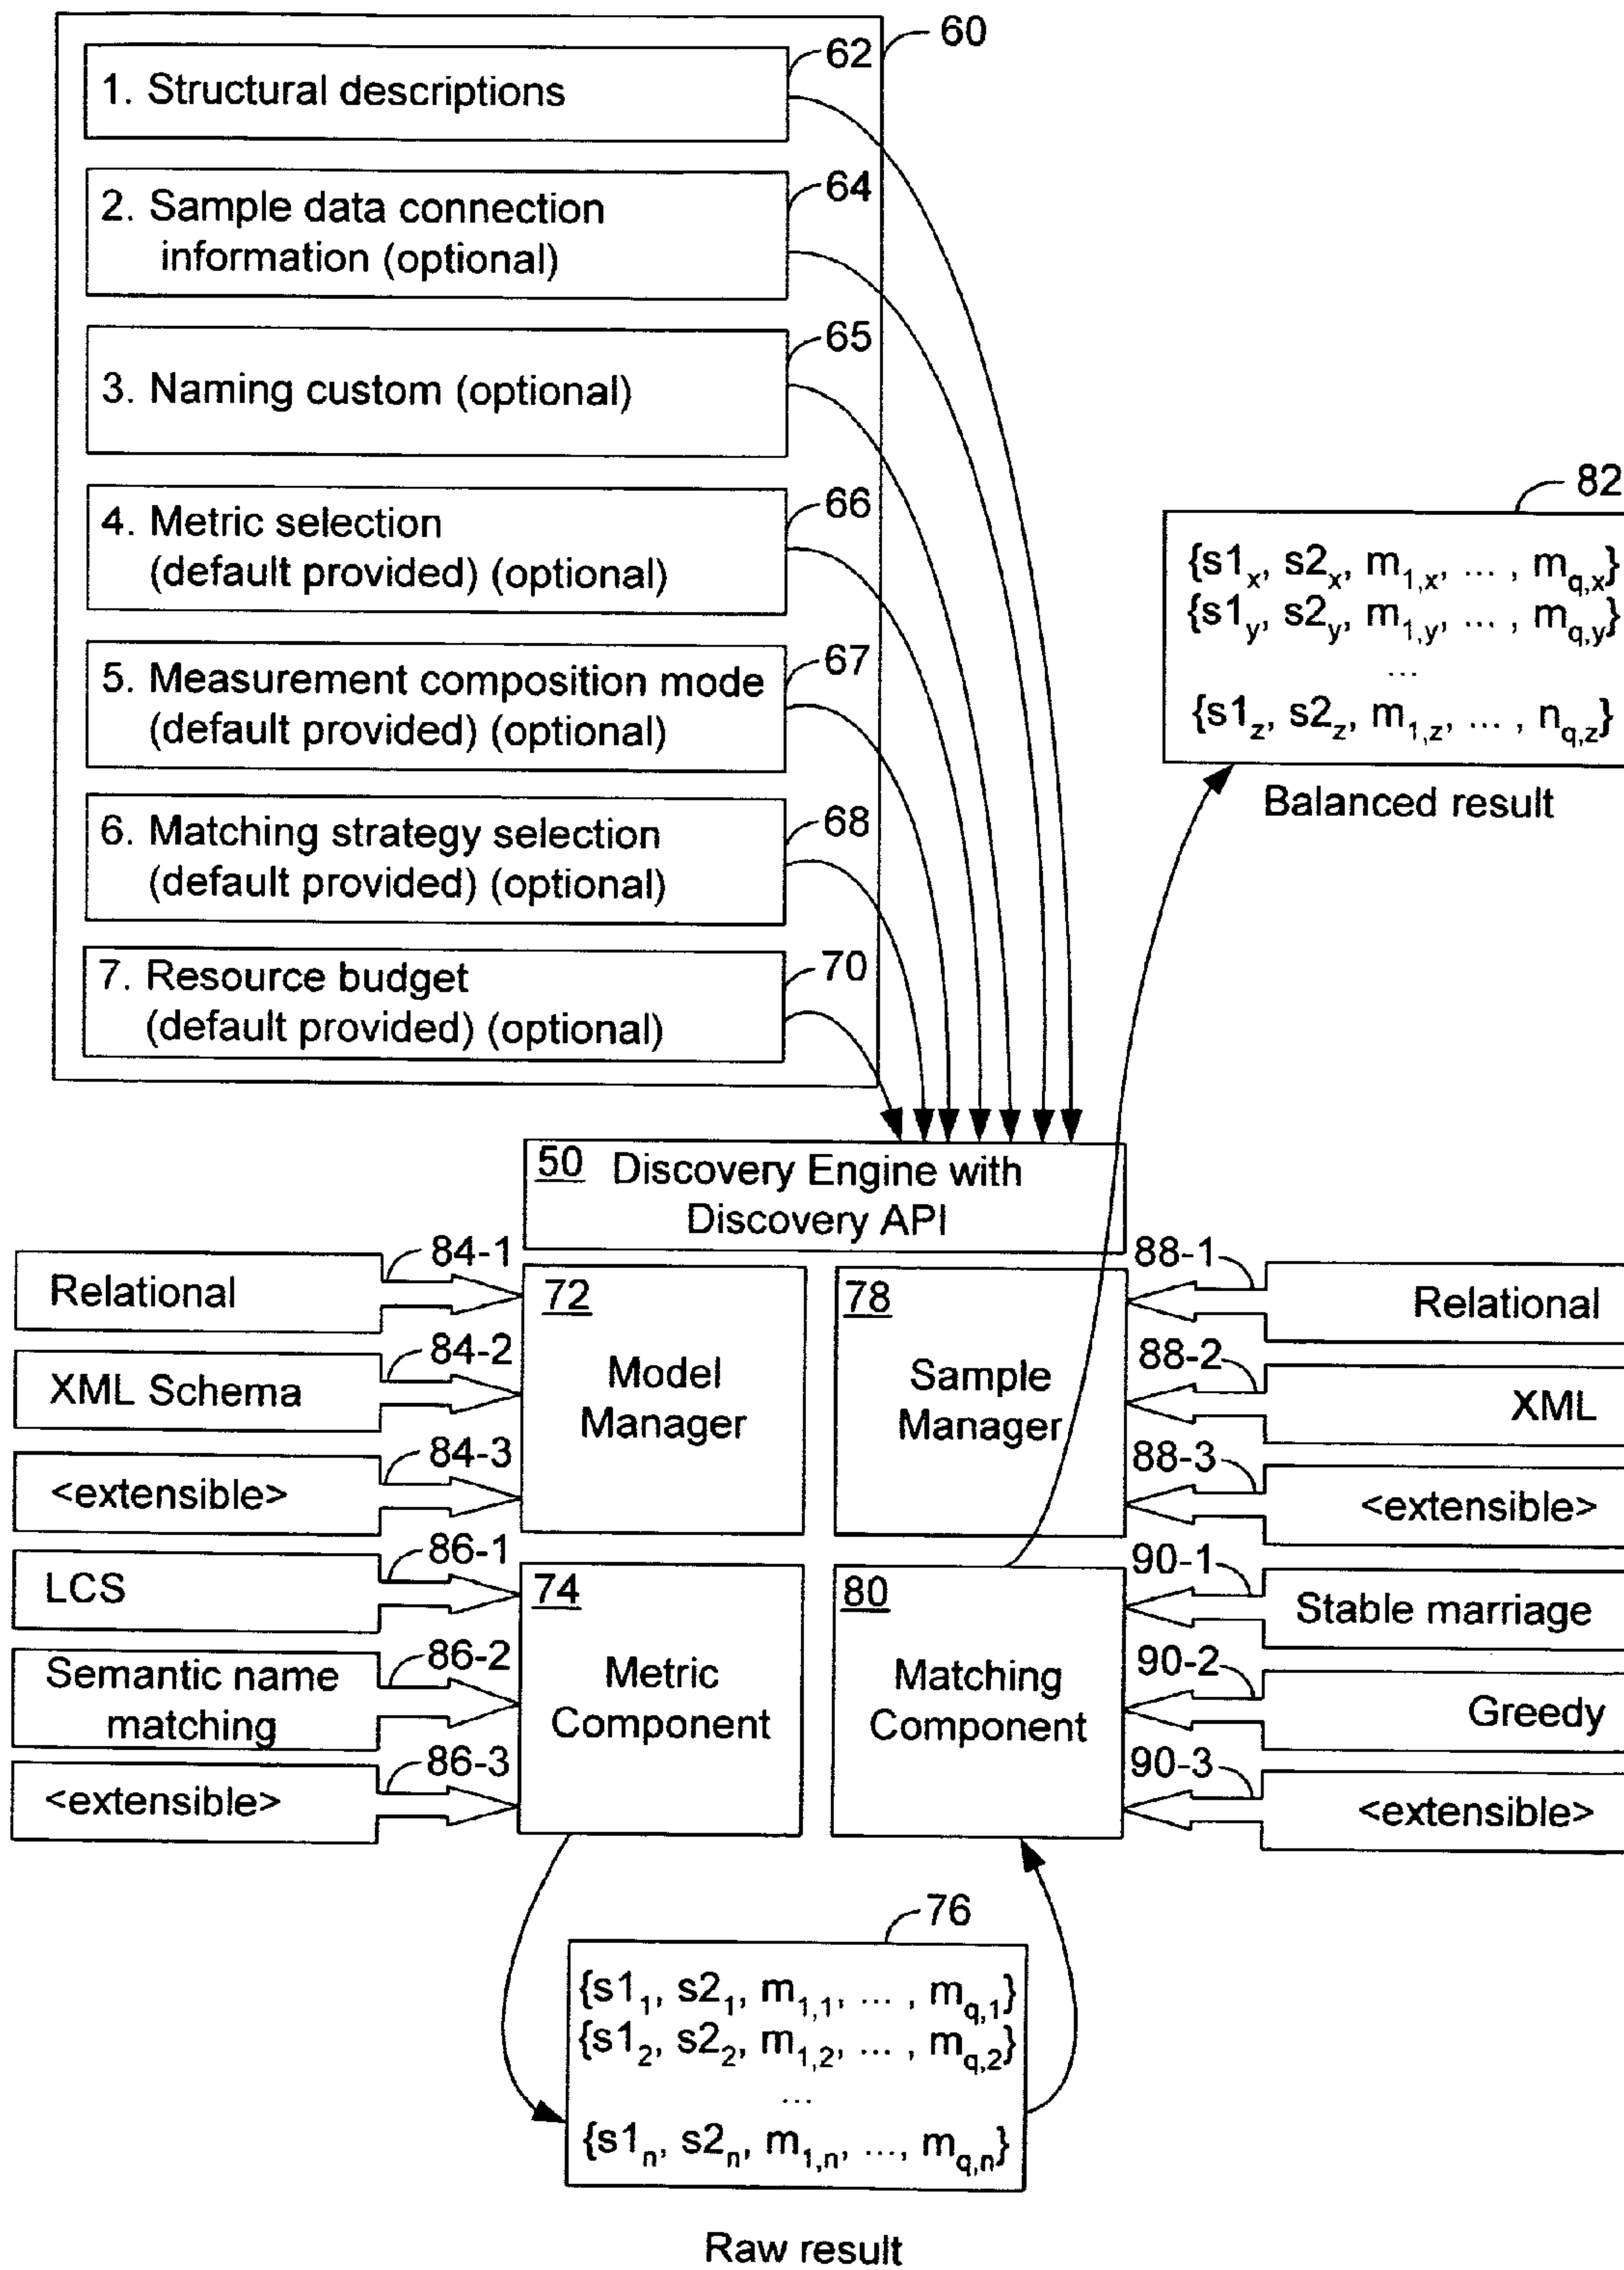 60
62
1. Structural descriptions
64
2. Sample data connection
information (optional)
65
3. Naming custom (optional)
66
4. Metric selection
(default provided) (optional)
67
5. Measurement composition mode
(default provided) (optional)
68
6. Matching strategy selection
(default provided) (optional)
70
7. Resource budget
(default provided) (optional)
82
{s1x, s2x, m1,x, ... , mq,x}
{s1y, s2y, m1,y, ... , mq,y}
...
{s1z, s2z, m1,z, ... , nq,z}
Balanced result
50 Discovery Engine with
Discovery API
84-1
Relational
84-2
XML Schema
84-3
<extensible>
86-1
LCS
86-2
Semantic name
matching
86-3
<extensible>
72
Model
Manager
78
Sample
Manager
74
Metric
Component
80
Matching
Component
88-1
Relational
88-2
XML
88-3
<extensible>
90-1
Stable marriage
90-2
Greedy
90-3
<extensible>
76
{s11, s21, m1,1, ... , mq,1}
{s12, s22, m1,2, ... , mq,2}
...
{s1n, s2n, m1,n, ..., mq,n}
Raw result